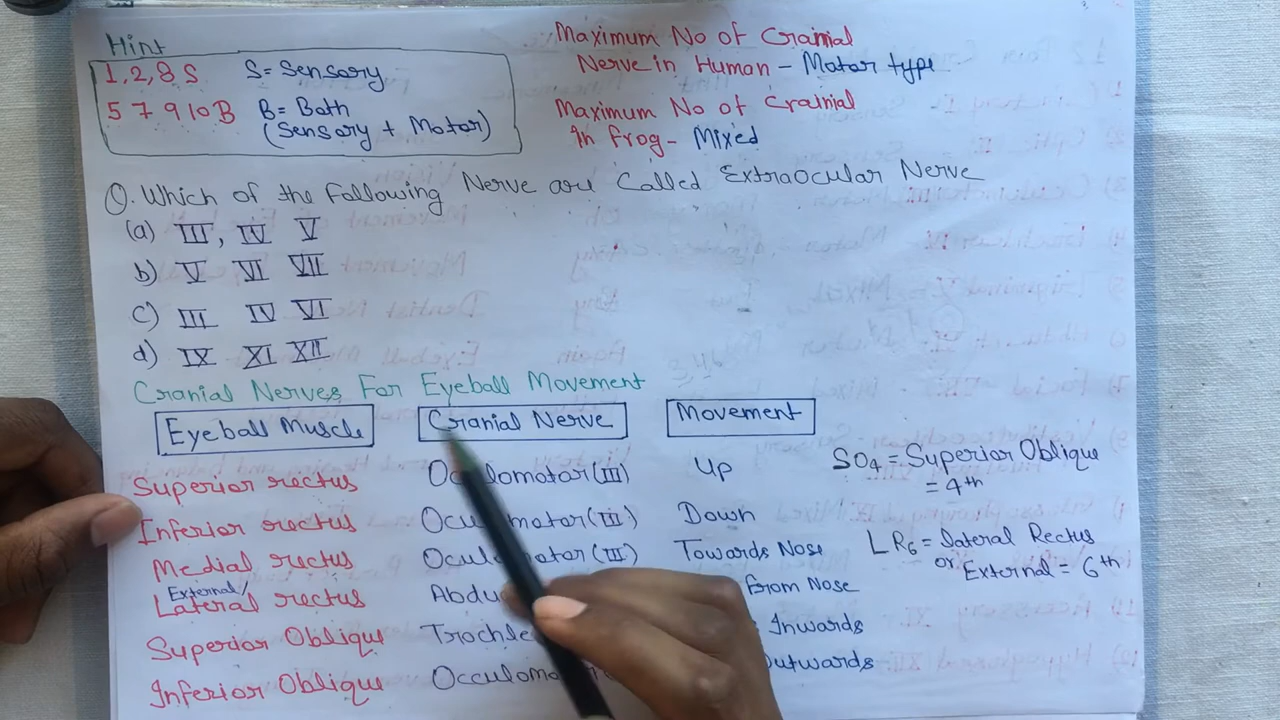 Hint
1,2,8 S S = Sensory
5 7 9 10 B B = Both
(Sensory + Motor)
Maximum No of Cranial
Nerve in Human - Motor type
Maximum No of Crainial
In frog - Mixed
Q. Which of the Following Nerve are Called Extraocular Nerve
(a) III, IV V
b) V VI VII
c) III IV VI
d) IX XI XII
Cranial Nerves For Eyeball Movement
Eyeball Muscle Cranial Nerve Movement
Superior rectus Occulomotor (III) Up
Inferior rectus (III) Down
Medial rectus (III) Towards Nose
External/
Lateral rectus From Nose
Superior Oblique Inwards
Inferior Oblique Outwards
SO4 = Superior Oblique
= 4th
LR6 = lateral Rectus
or External = 6th